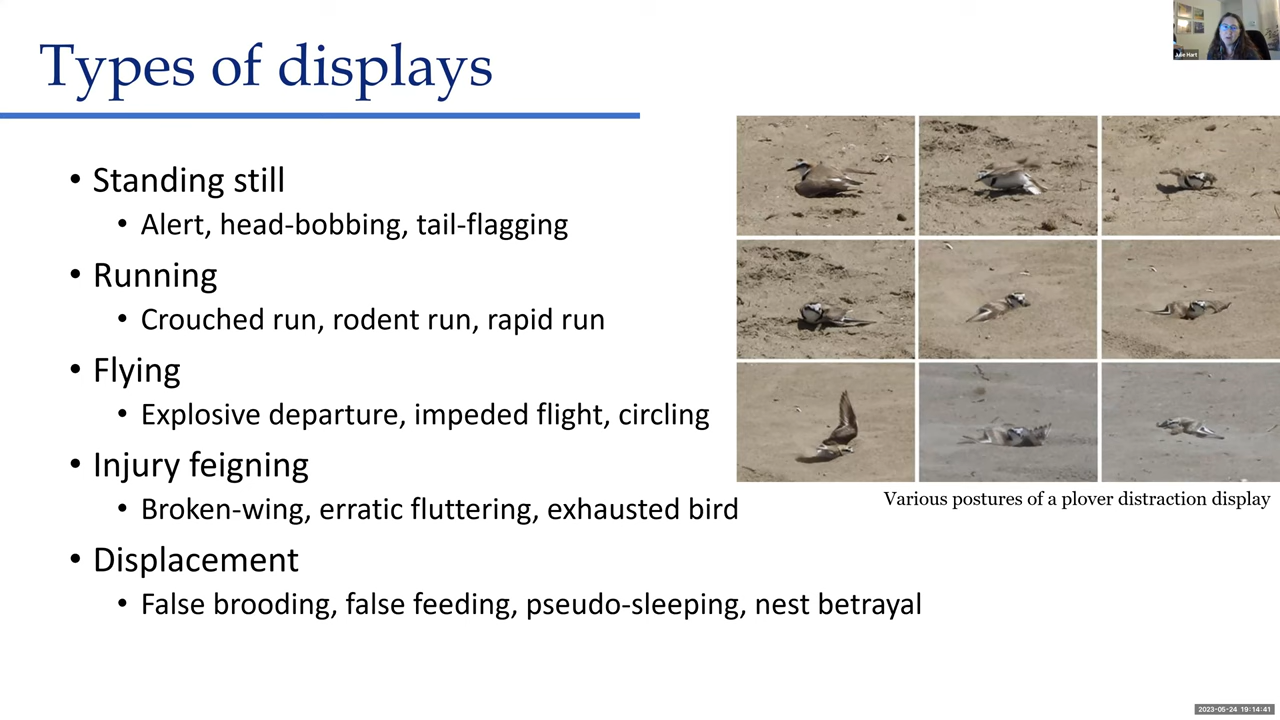 Types of displays
• Standing still
• Alert, head-bobbing, tail-flagging
• Running
• Crouched run, rodent run, rapid run
• Flying
• Explosive departure, impeded flight, circling
• Injury feigning
• Broken-wing, erratic fluttering, exhausted bird
• Displacement
• False brooding, false feeding, pseudo-sleeping, nest betrayal
Various postures of a plover distraction display
Julie Hart
2023-05-24 19:14:41